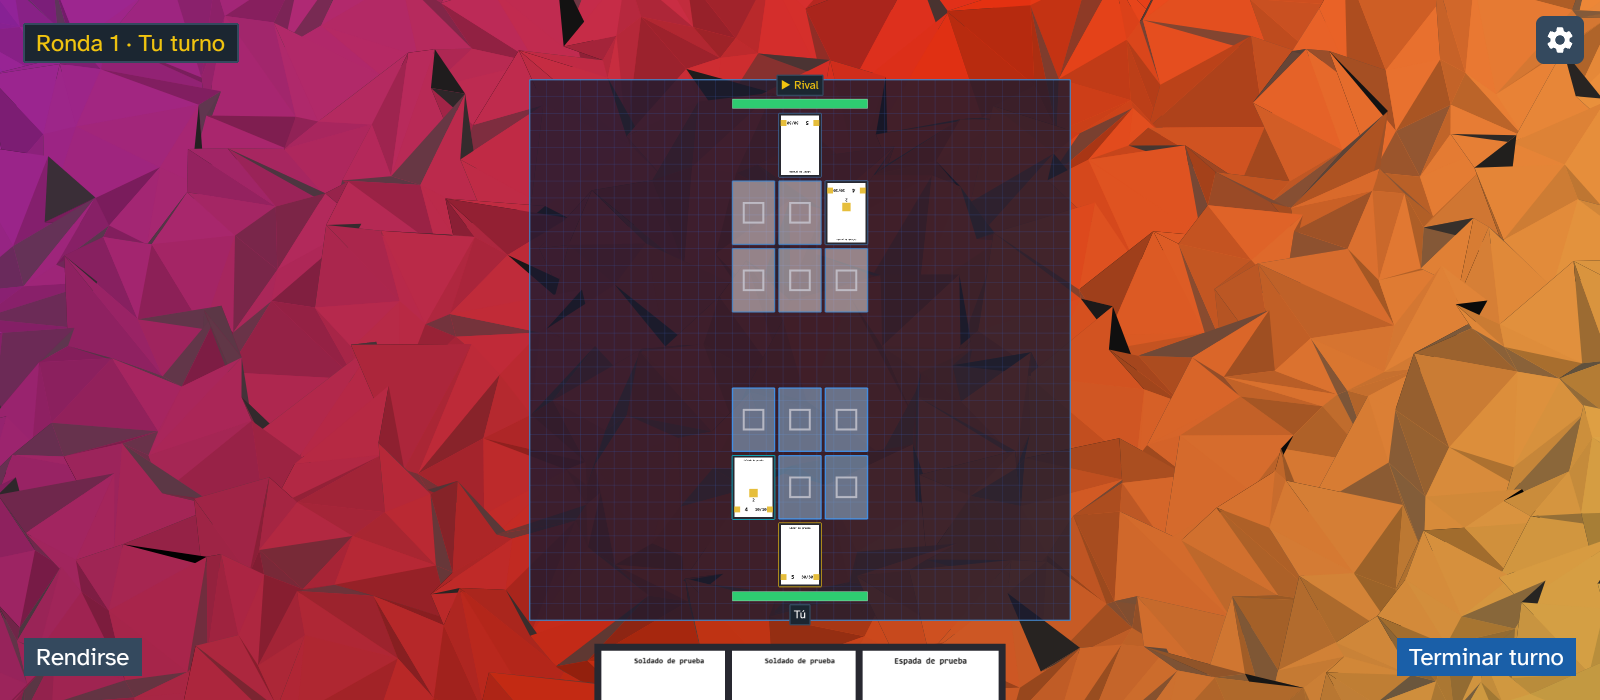 Ronda 1 · Tu turno
▶ Rival
Tú
Rendirse
Terminar turno
Soldado de prueba
Soldado de prueba
Espada de prueba